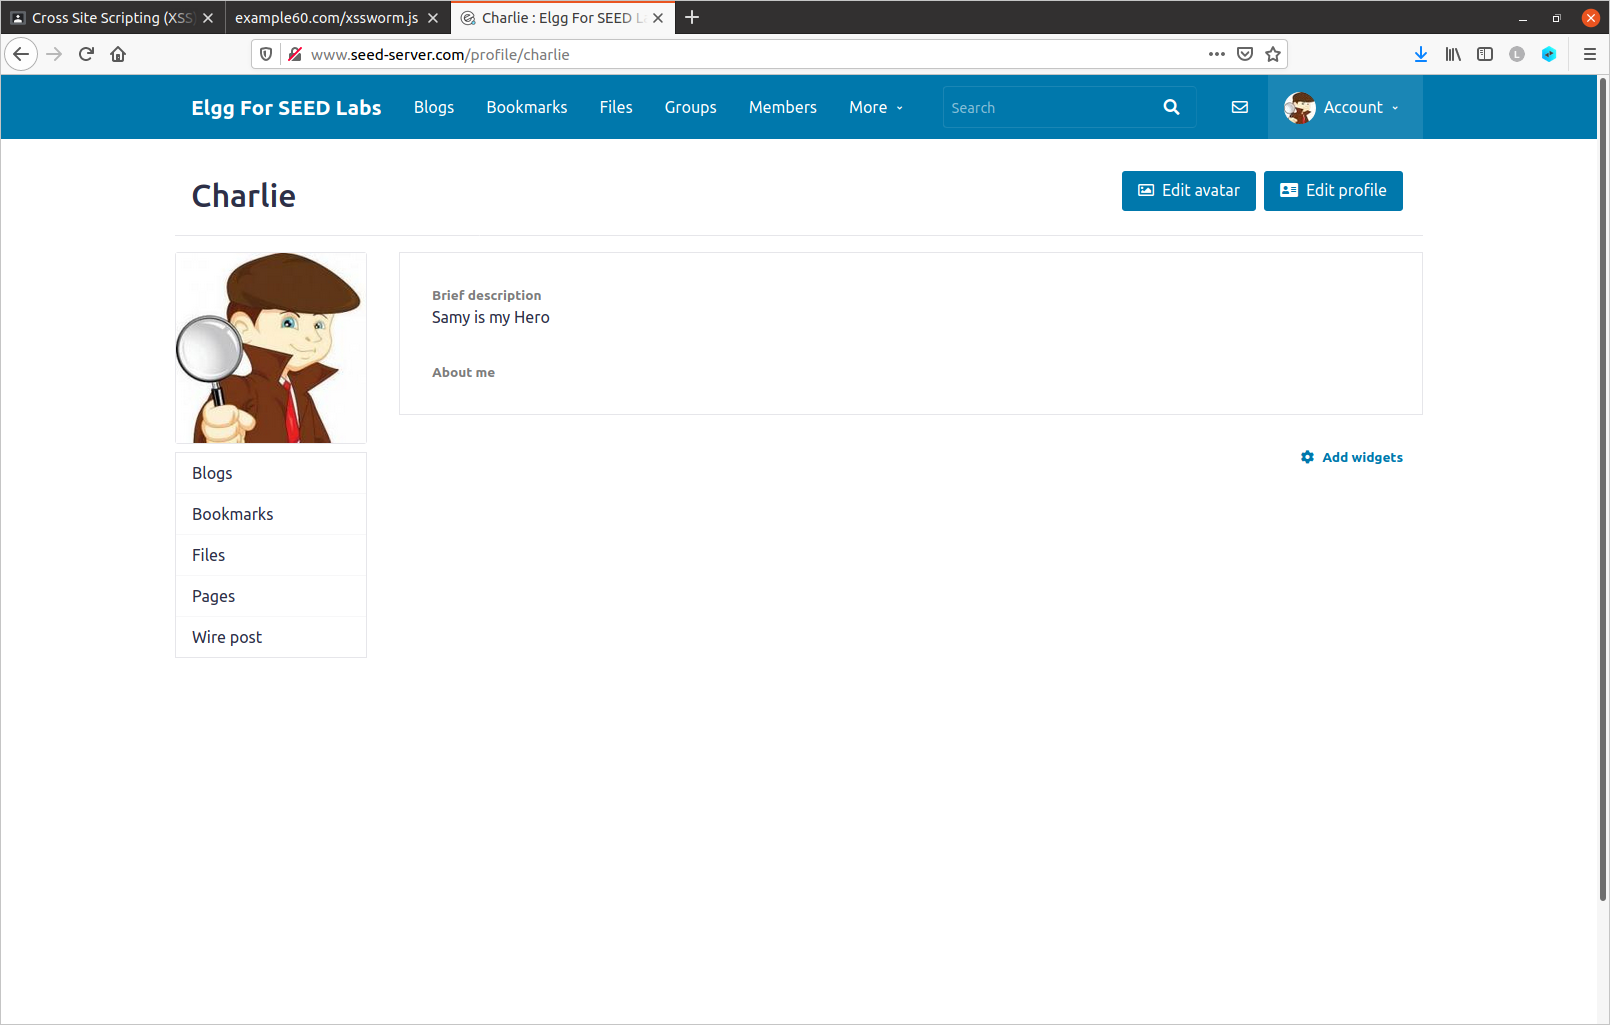 Cross Site Scripting (XSS)
example60.com/xssworm.js
Charlie : Elgg For SEED L
www.seed-server.com/profile/charlie
Elgg For SEED Labs
Blogs
Bookmarks
Files
Groups
Members
More
Search
Account
Charlie
Edit avatar
Edit profile
Brief description
Samy is my Hero
About me
Add widgets
Blogs
Bookmarks
Files
Pages
Wire post